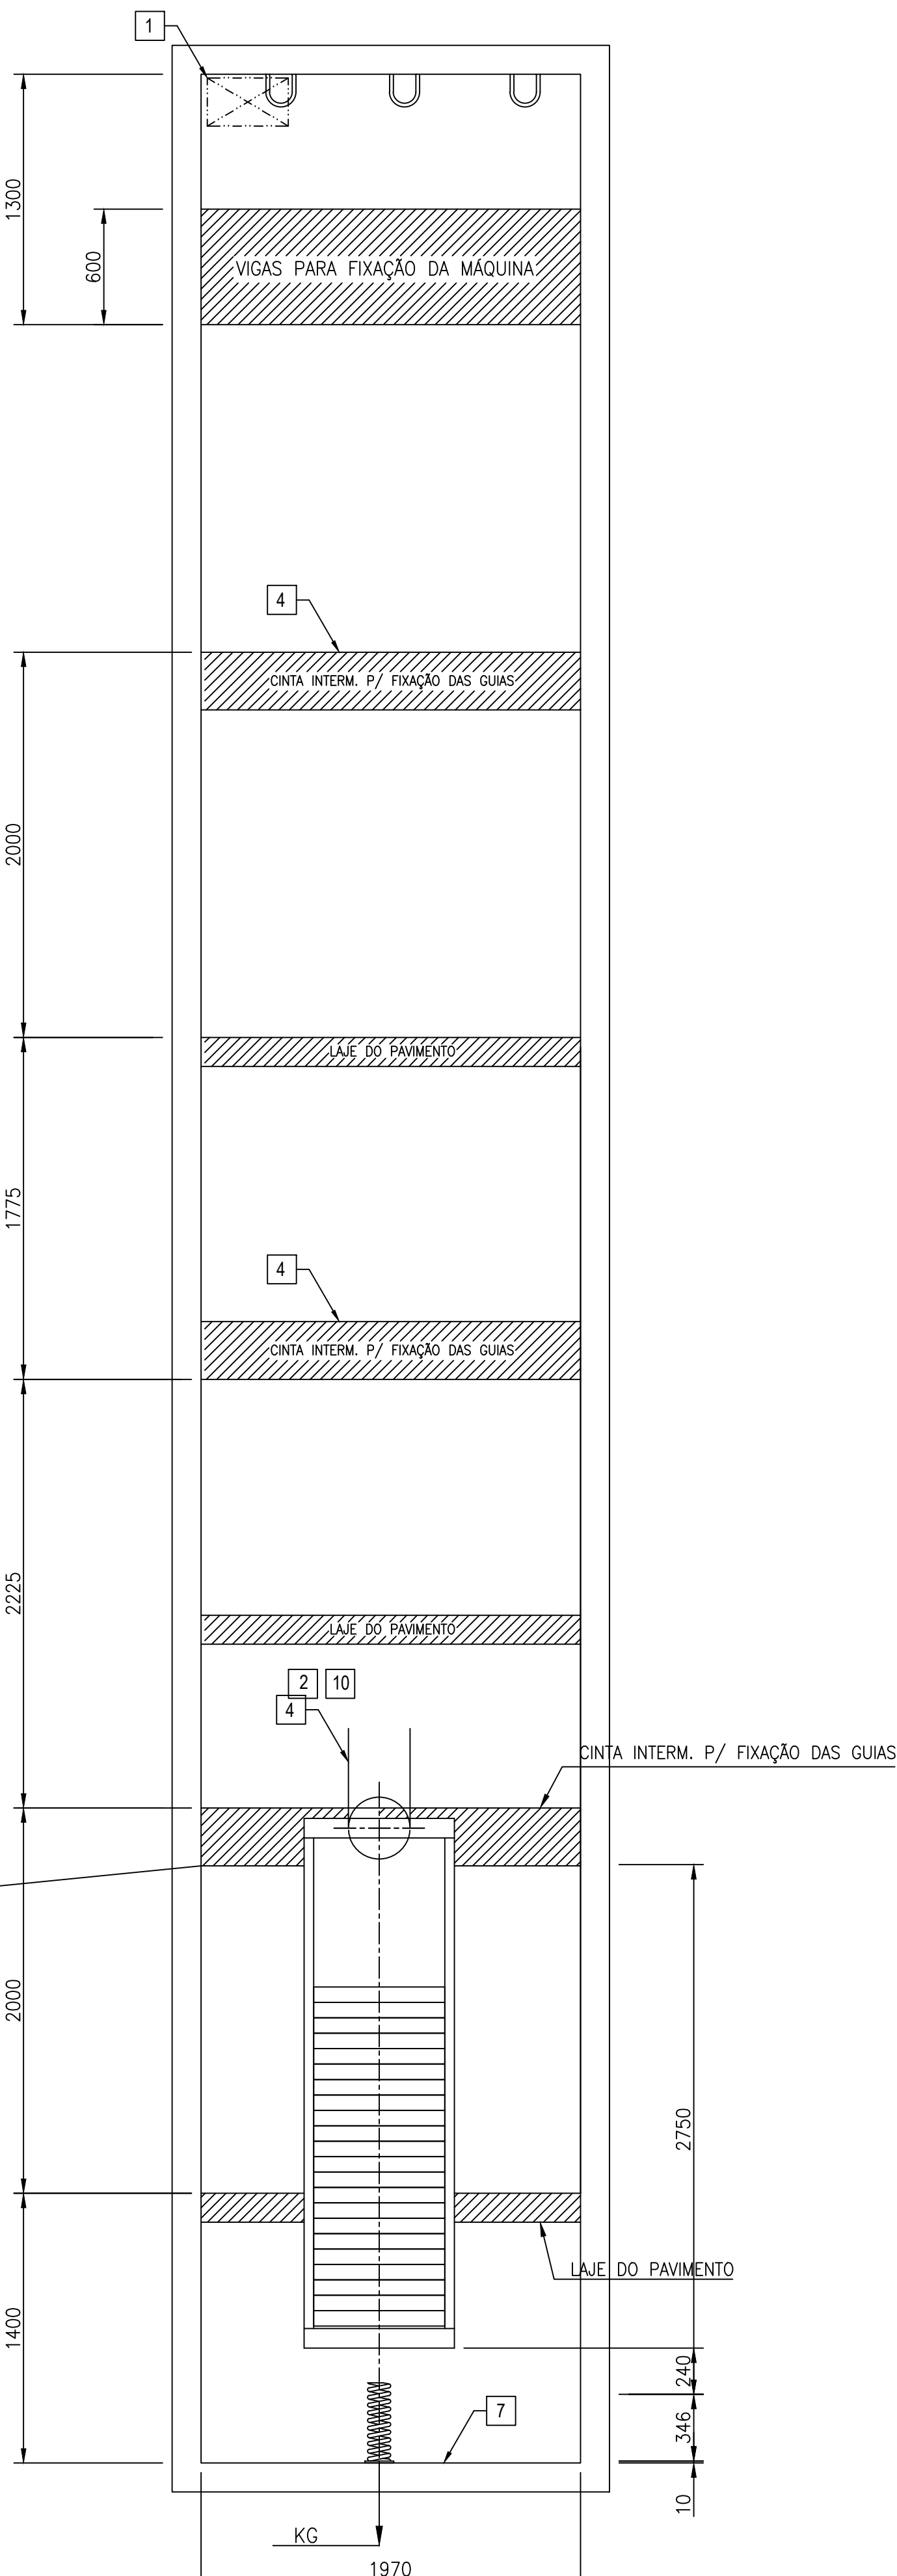 1
1300
600
VIGAS PARA FIXAÇÃO DA MÁQUINA
4
CINTA INTERM. P/ FIXAÇÃO DAS GUIAS
2000
LAJE DO PAVIMENTO
1775
4
CINTA INTERM. P/ FIXAÇÃO DAS GUIAS
2225
LAJE DO PAVIMENTO
2 10
4
CINTA INTERM. P/ FIXAÇÃO DAS GUIAS
2000
2750
LAJE DO PAVIMENTO
1400
240
7
346
10
KG
1970